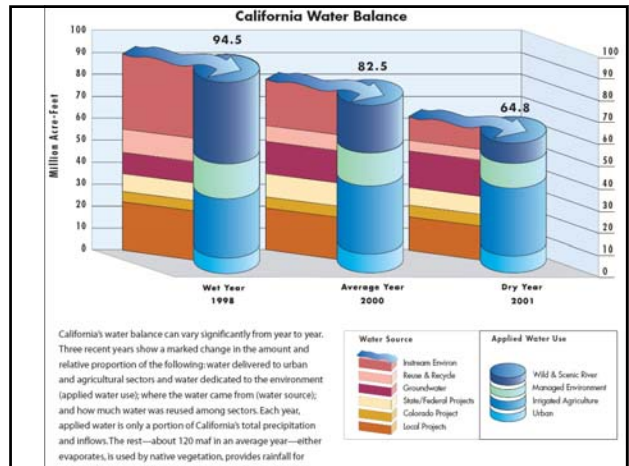 California Water Balance
Million Acre-Feet
100
90
80
70
60
50
40
30
20
10
0
94.5
82.5
64.8
100
90
80
70
60
50
40
30
20
10
0
Wet Year
1998
Average Year
2000
Dry Year
2001
California's water balance can vary significantly from year to year.
Three recent years show a marked change in the amount and
relative proportion of the following: water delivered to urban
and agricultural sectors and water dedicated to the environment
(applied water use); where the water came from (water source);
and how much water was reused among sectors. Each year,
applied water is only a portion of California's total precipitation
and inflows. The rest—about 120 maf in an average year—either
evaporates, is used by native vegetation, provides rainfall for
Water Source
Instream Environ
Reuse & Recycle
Groundwater
State/Federal Projects
Colorado Project
Local Projects
Applied Water Use
Wild & Scenic River
Managed Environment
Irrigated Agriculture
Urban